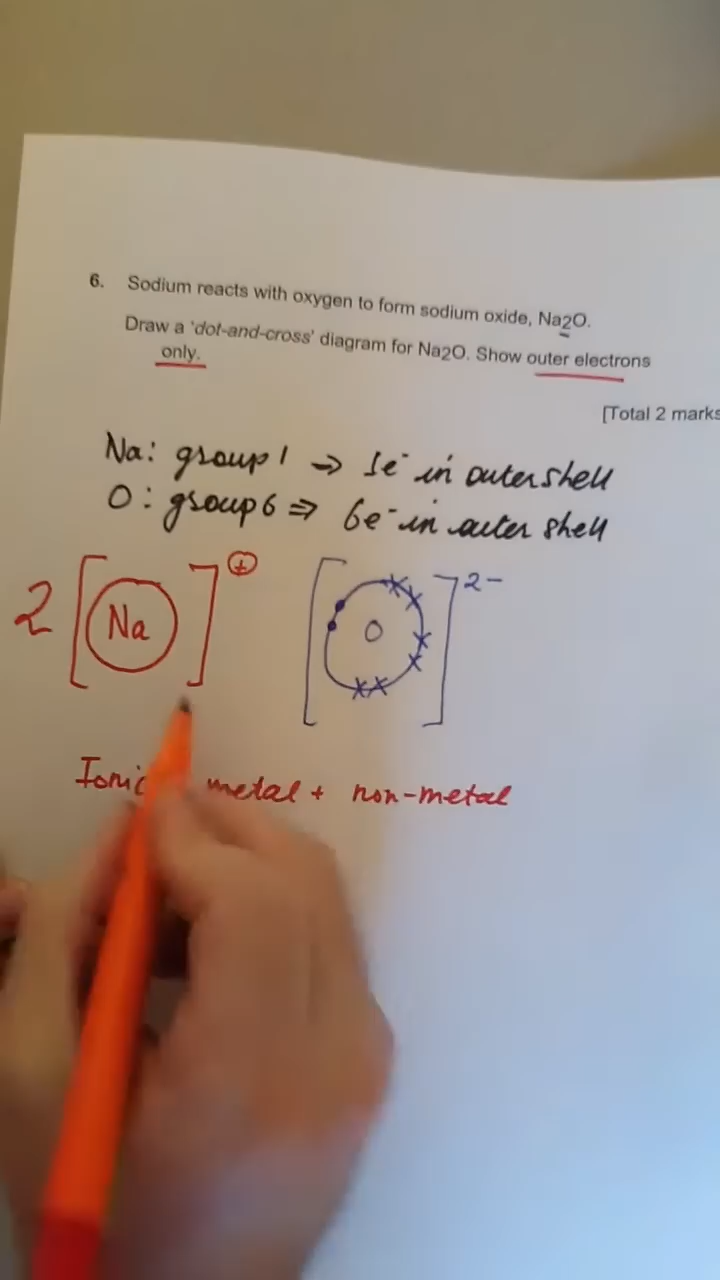 6. Sodium reacts with oxygen to form sodium oxide, Na2O.
Draw a 'dot-and-cross' diagram for Na2O. Show outer electrons
only.
[Total 2 marks
Na: group 1 ⇒ 1e⁻ in outer shell
O: group 6 ⇒ 6e⁻ in outer shell
2 [Na]⁺ [O]²⁻
Ionic metal + non-metal